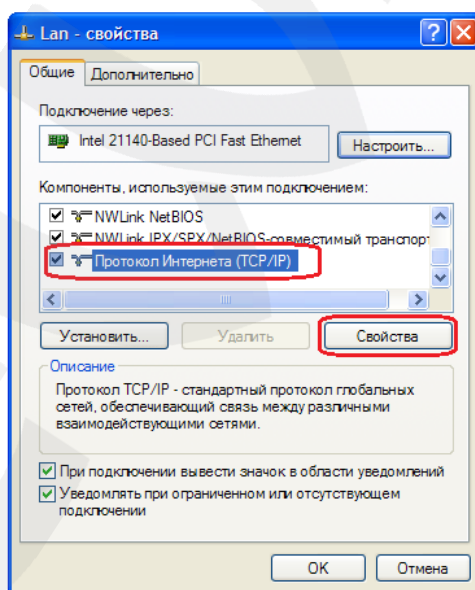 Lan - свойства
Общие
Дополнительно
Подключение через:
Intel 21140-Based PCI Fast Ethernet
Настроить...
Компоненты, используемые этим подключением:
NWLink NetBIOS
NWLink IPX/SPX/NetBIOS-совместимый транспорт
Протокол Интернета (TCP/IP)
Установить...
Удалить
Свойства
Описание
Протокол TCP/IP - стандартный протокол глобальных
сетей, обеспечивающий связь между различными
взаимодействующими сетями.
При подключении вывести значок в области уведомлений
Уведомлять при ограниченном или отсутствующем
подключении
OK
Отмена